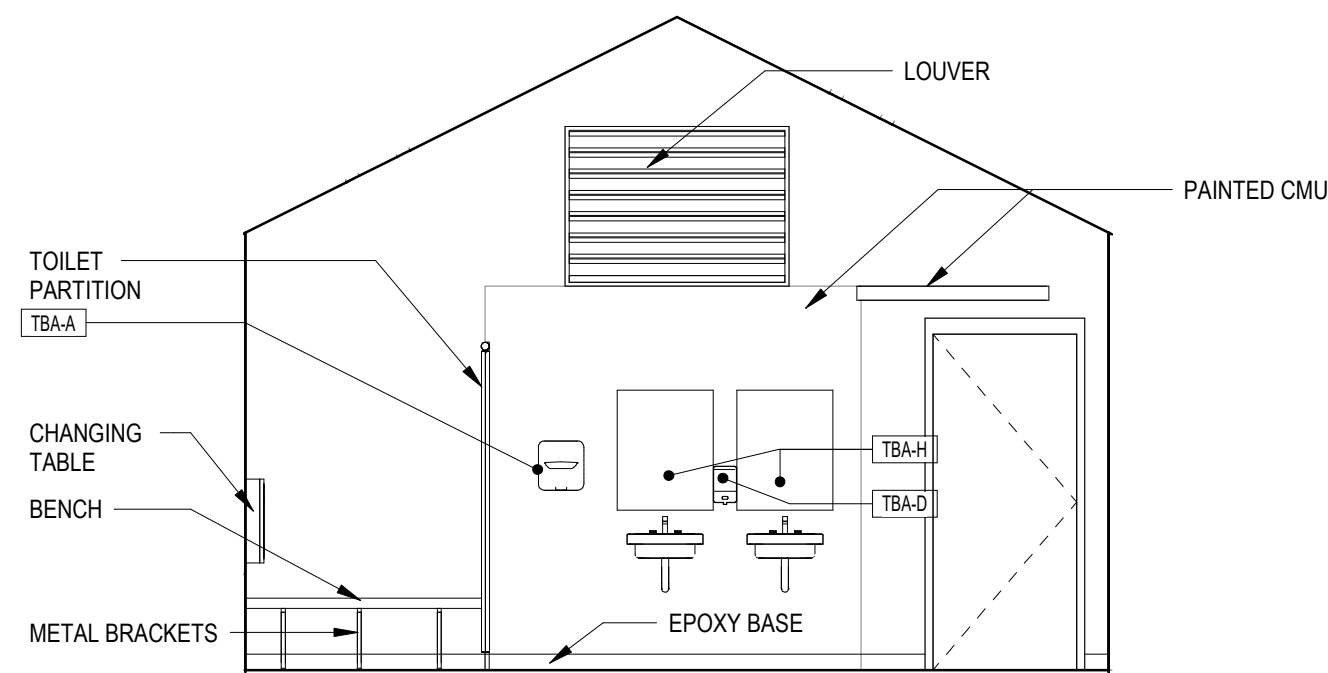 LOUVER
PAINTED CMU
TOILET
PARTITION
TBA-A
CHANGING
TABLE
TBA-H
TBA-D
BENCH
METAL BRACKETS
EPOXY BASE